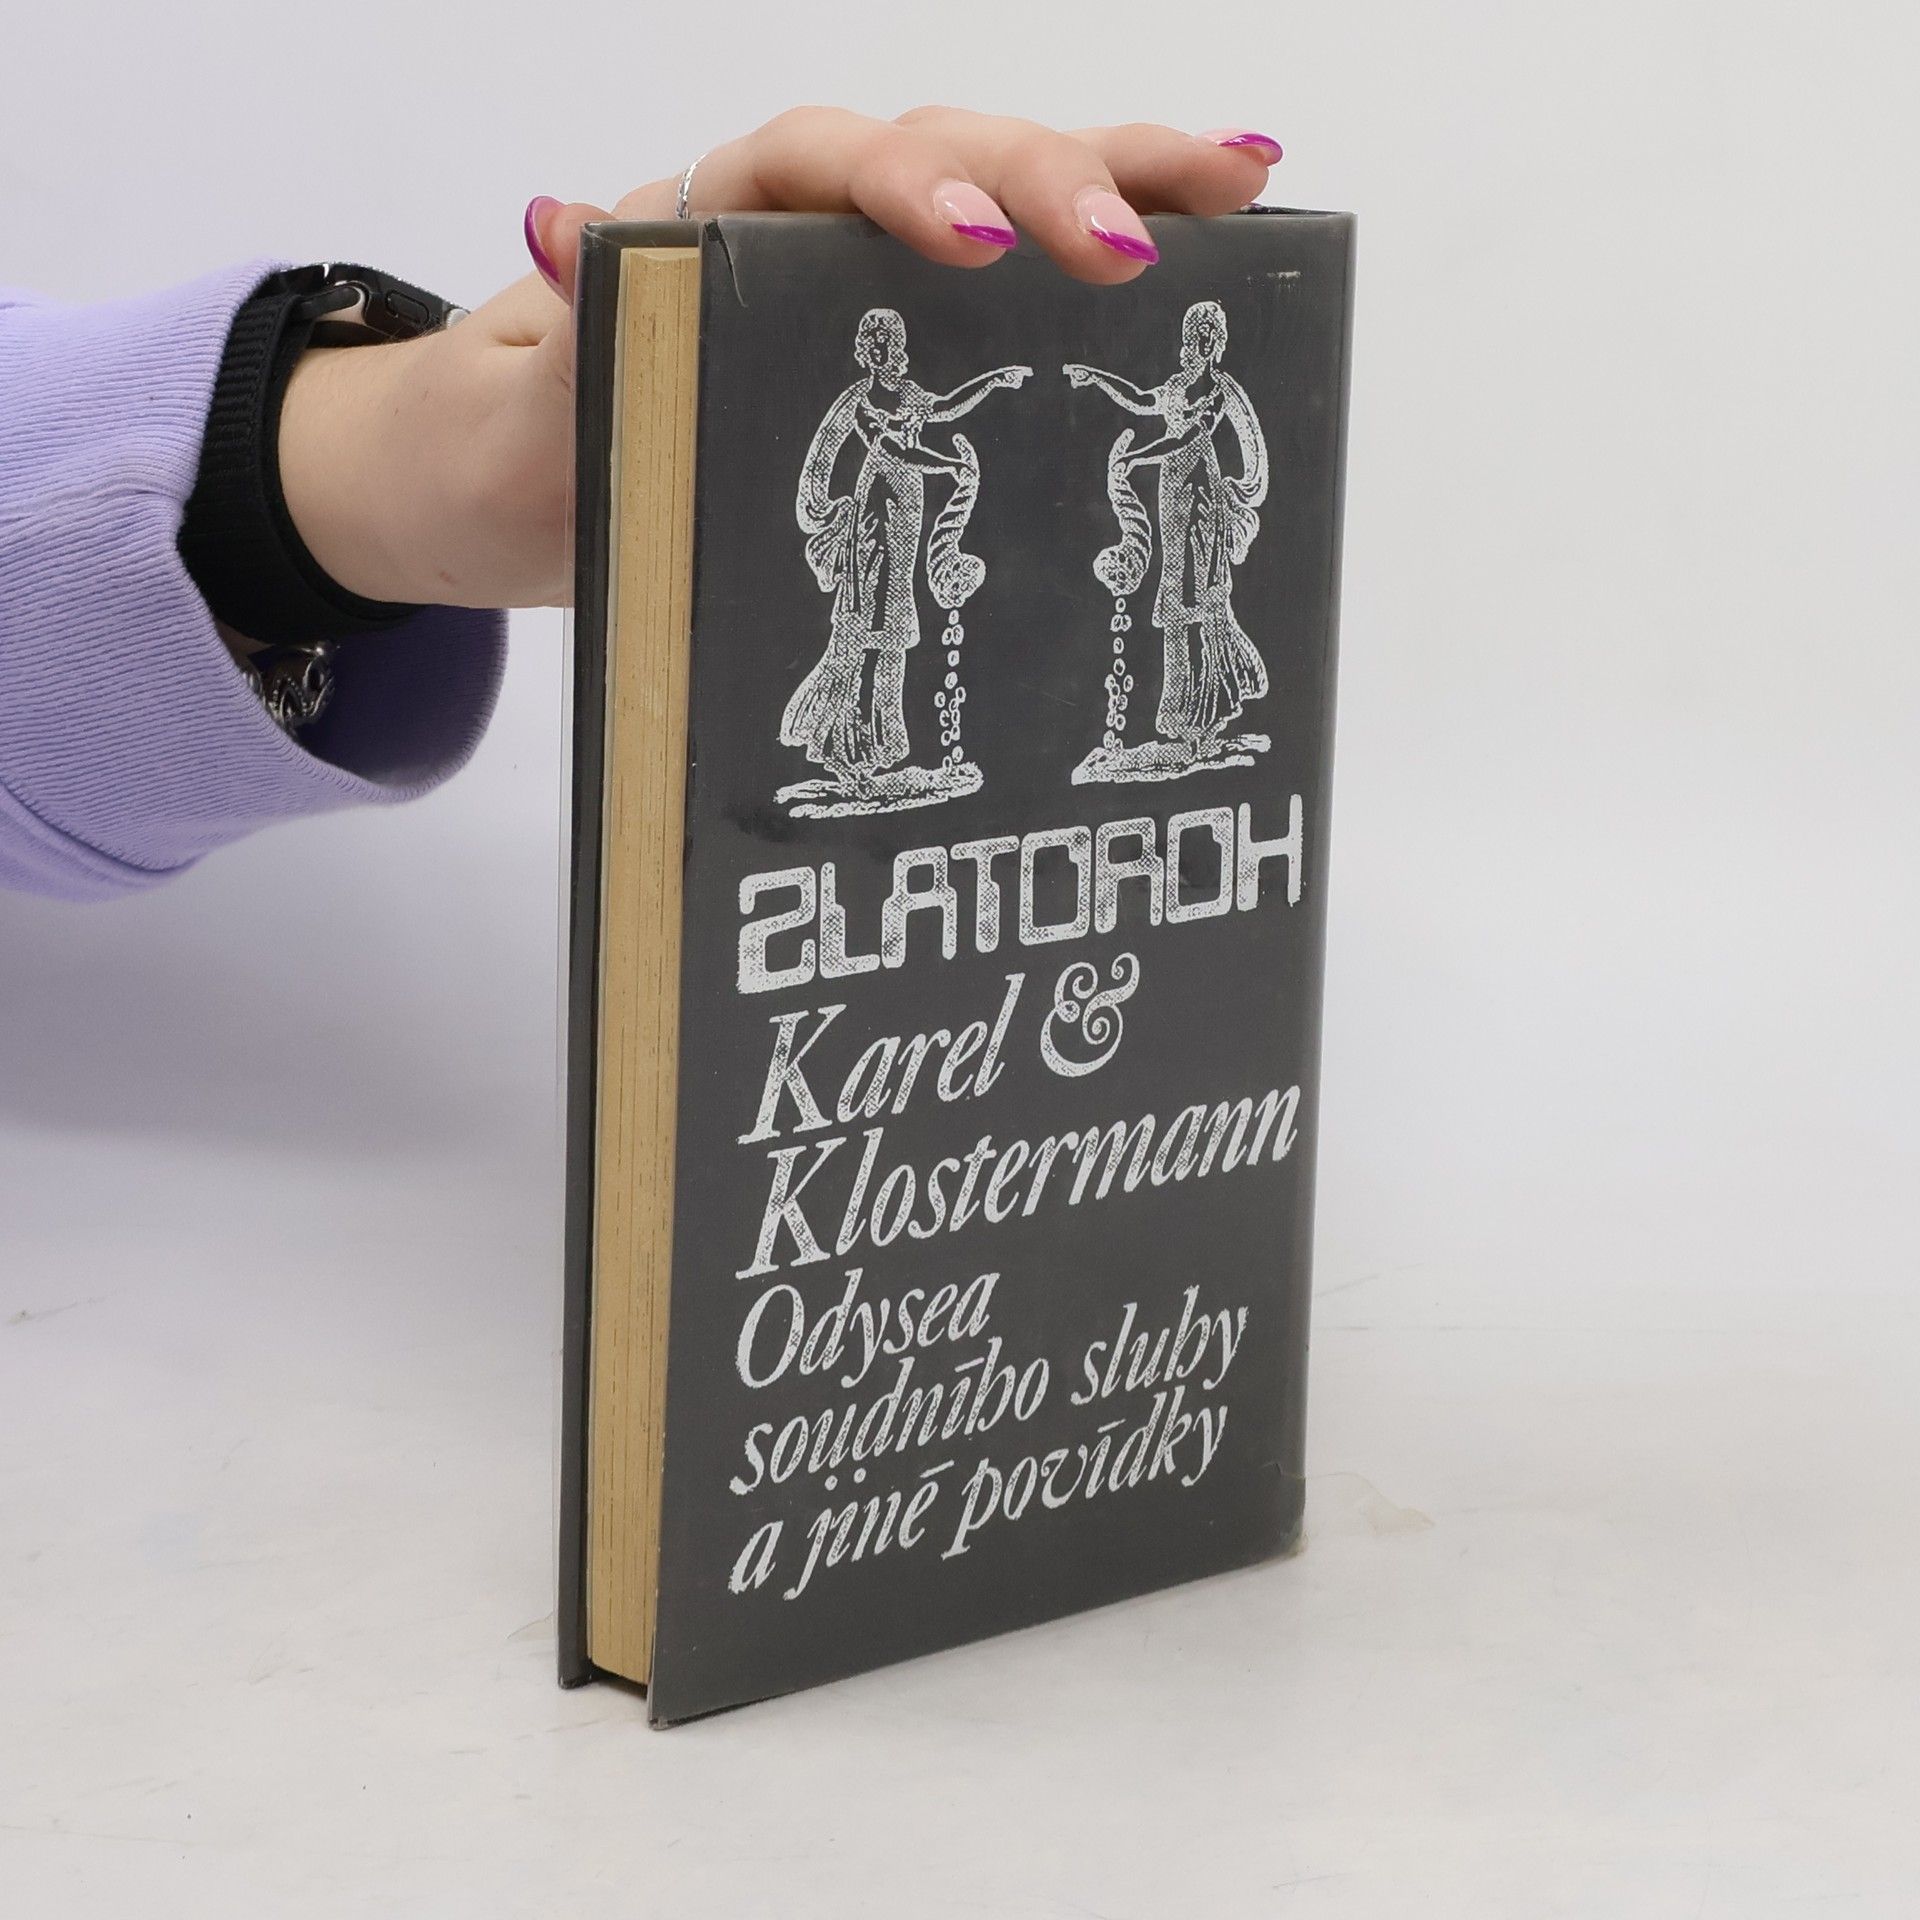 ZLATOROH
Karel &
Klostermann
Odysea
soudního sluhy
a jiné povídky